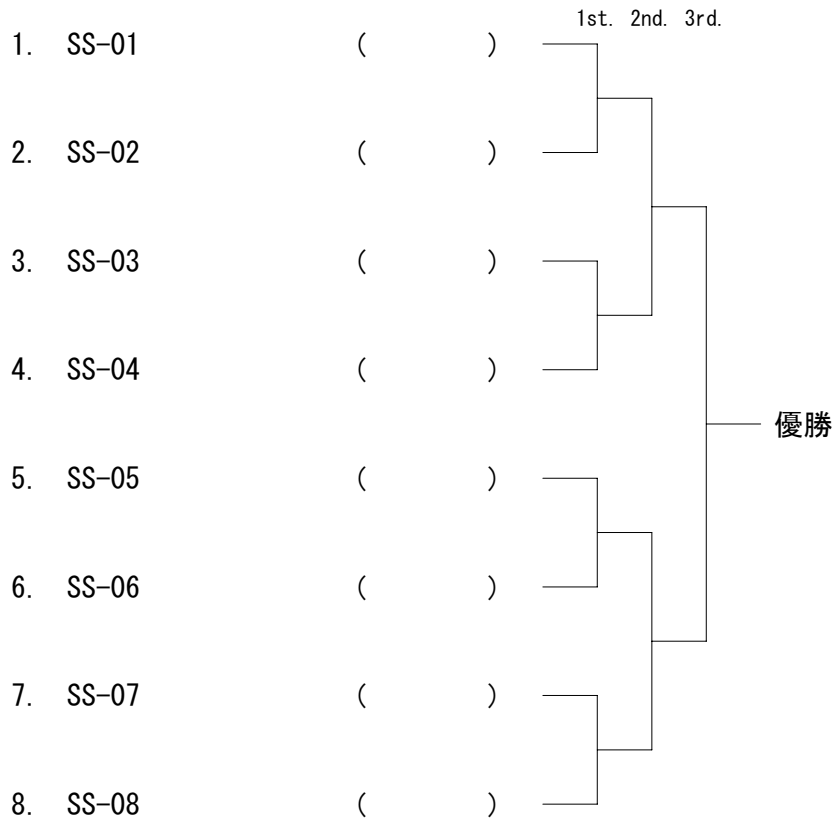 1st. 2nd. 3rd.
1. SS-01 ( )
2. SS-02 ( )
3. SS-03 ( )
4. SS-04 ( )
優勝
5. SS-05 ( )
6. SS-06 ( )
7. SS-07 ( )
8. SS-08 ( )